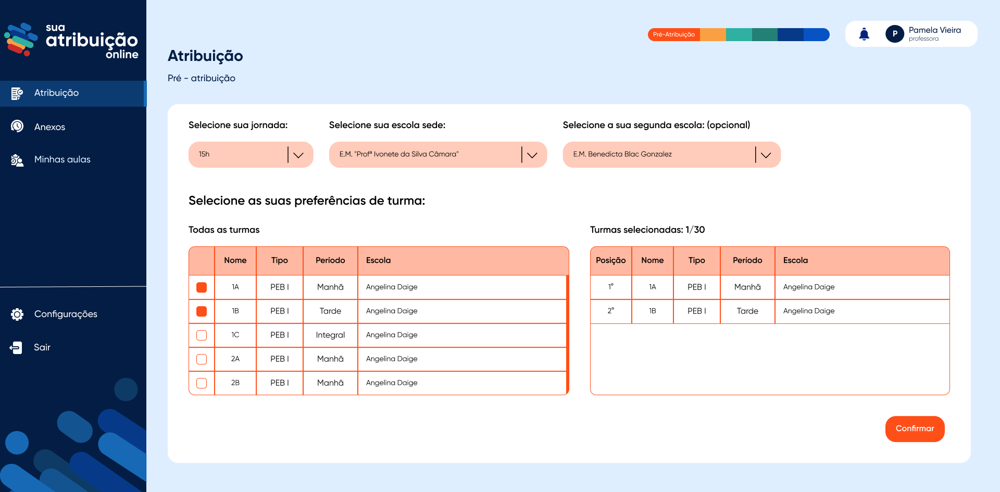 sua
atribuição
online
Atribuição
Anexos
Minhas aulas
Configurações
Sair
Pré-Atribuição
P
Pamela Vieira
professora
Atribuição
Pré - atribuição
Selecione sua jornada:
15h
Selecione sua escola sede:
E.M. "Profª Ivonete da Silva Câmara"
Selecione a sua segunda escola: (opcional)
E.M. Benedicta Blac Gonzalez
Selecione as suas preferências de turma:
Todas as turmas
Nome Tipo Período Escola
1A PEB I Manhã Angelina Daige
1B PEB I Tarde Angelina Daige
1C PEB I Integral Angelina Daige
2A PEB I Manhã Angelina Daige
2B PEB I Manhã Angelina Daige
Turmas selecionadas: 1/30
Posição Nome Tipo Período Escola
1° 1A PEB I Manhã Angelina Daige
2° 1B PEB I Tarde Angelina Daige
Confirmar